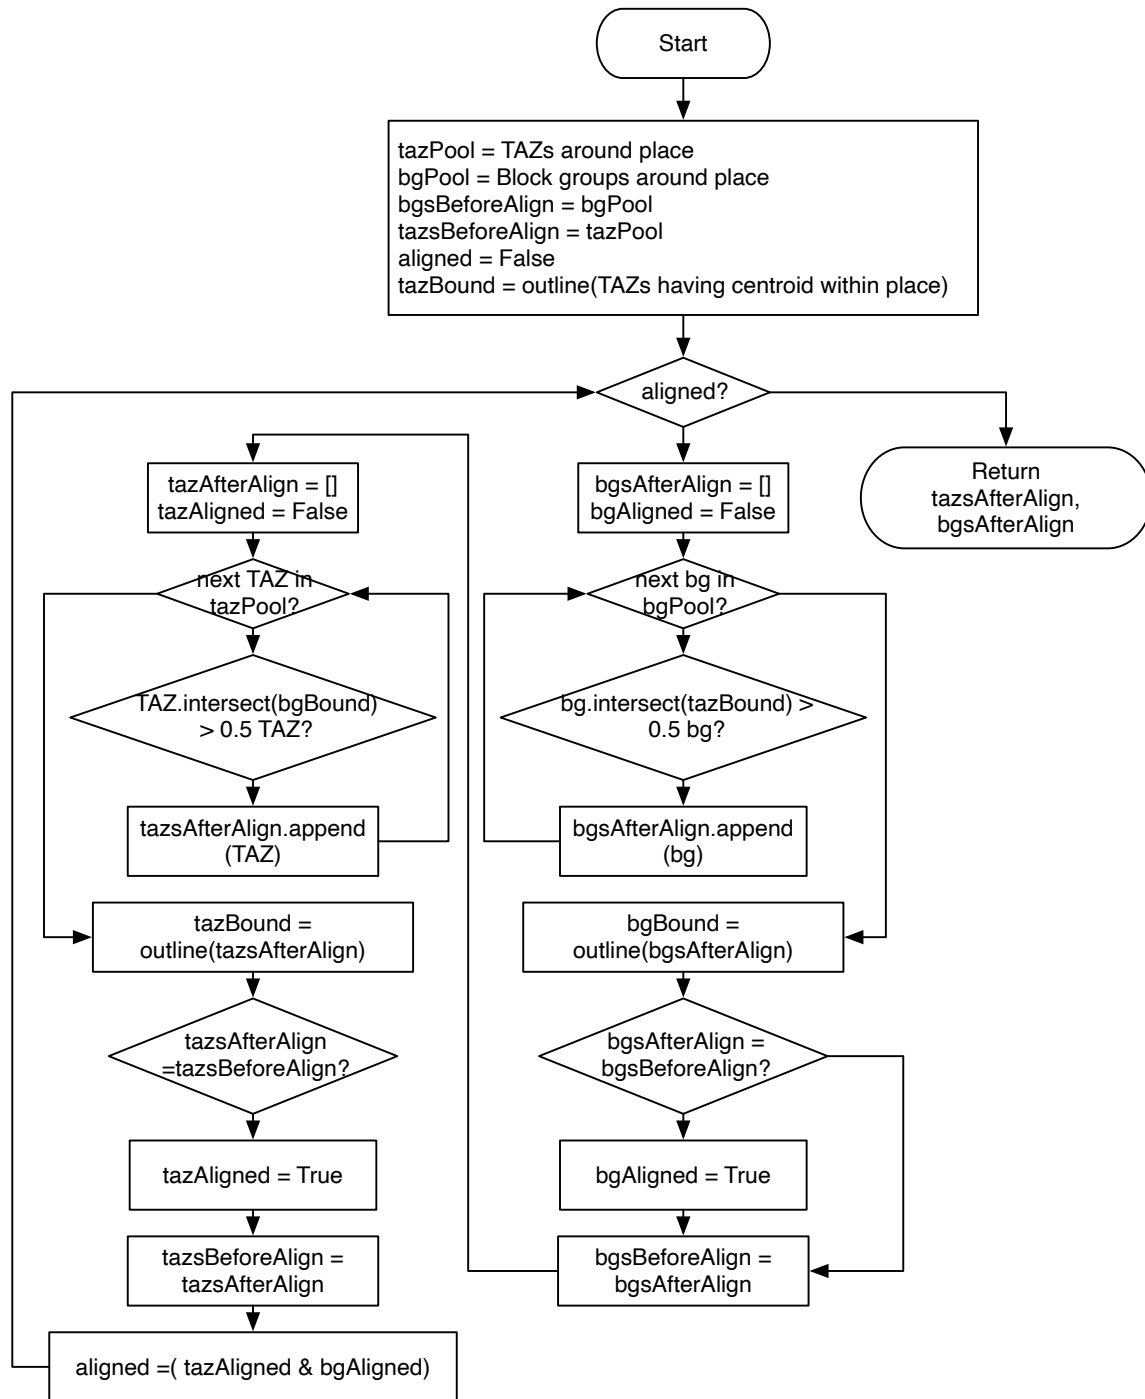 Start
tazPool = TAZs around place
bgPool = Block groups around place
bgsBeforeAlign = bgPool
tazsBeforeAlign = tazPool
aligned = False
tazBound = outline(TAZs having centroid within place)
aligned?
Return
tazsAfterAlign,
bgsAfterAlign
bgsAfterAlign = []
bgAligned = False
next bg in
bgPool?
bg.intersect(tazBound) >
0.5 bg?
bgsAfterAlign.append
(bg)
bgBound =
outline(bgsAfterAlign)
bgsAfterAlign =
bgsBeforeAlign?
bgAligned = True
bgsBeforeAlign =
bgsAfterAlign
tazAfterAlign = []
tazAligned = False
next TAZ in
tazPool?
TAZ.intersect(bgBound)
> 0.5 TAZ?
tazsAfterAlign.append
(TAZ)
tazBound =
outline(tazsAfterAlign)
tazsAfterAlign
=tazsBeforeAlign?
tazAligned = True
tazsBeforeAlign =
tazsAfterAlign
aligned =( tazAligned & bgAligned)